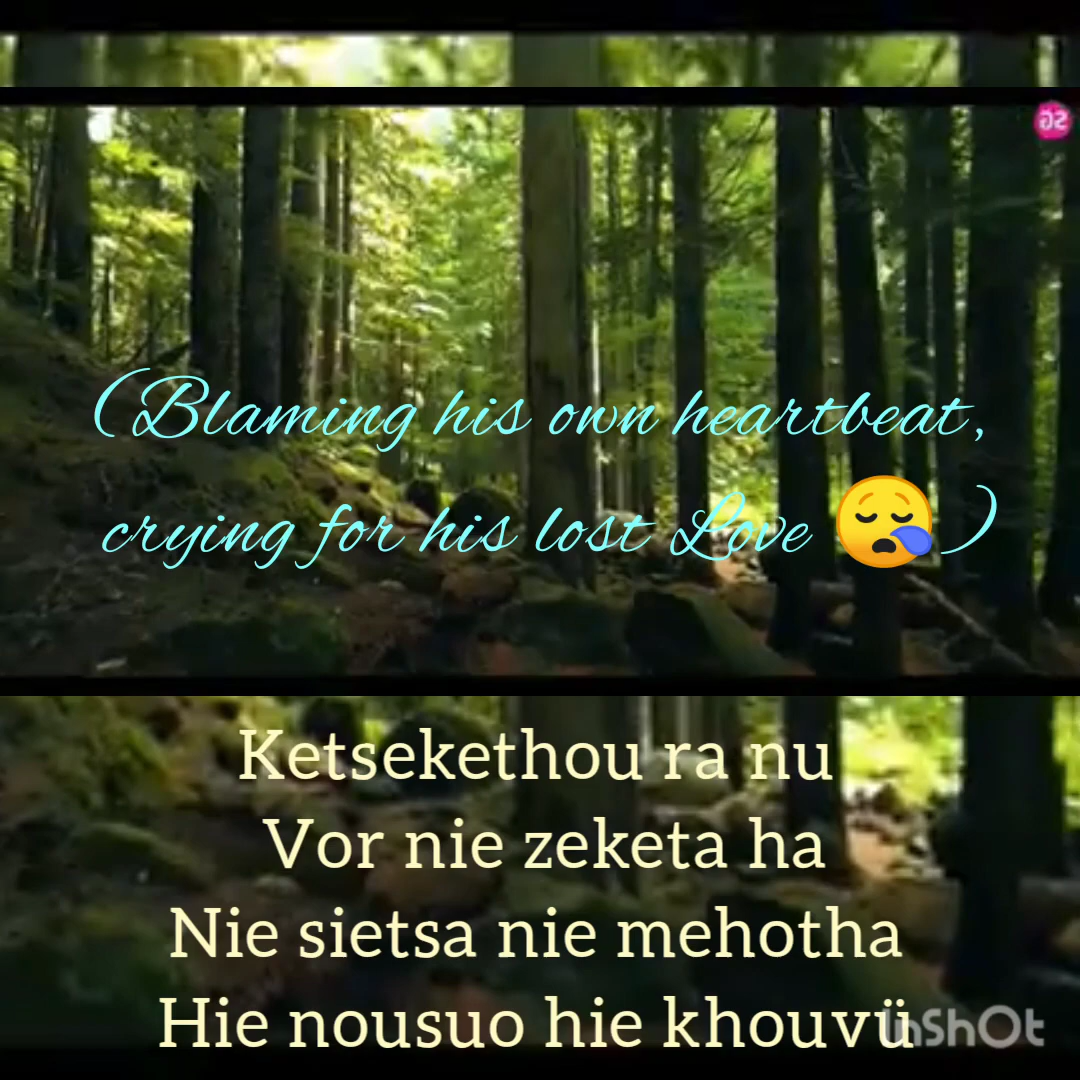 (Blaming his own heartbeat,
crying for his lost Love 😪)
Ketsekethou ra nu
Vor nie zeketa ha
Nie sietsa nie mehotha
Hie nousuo hie khouvü
InShOt